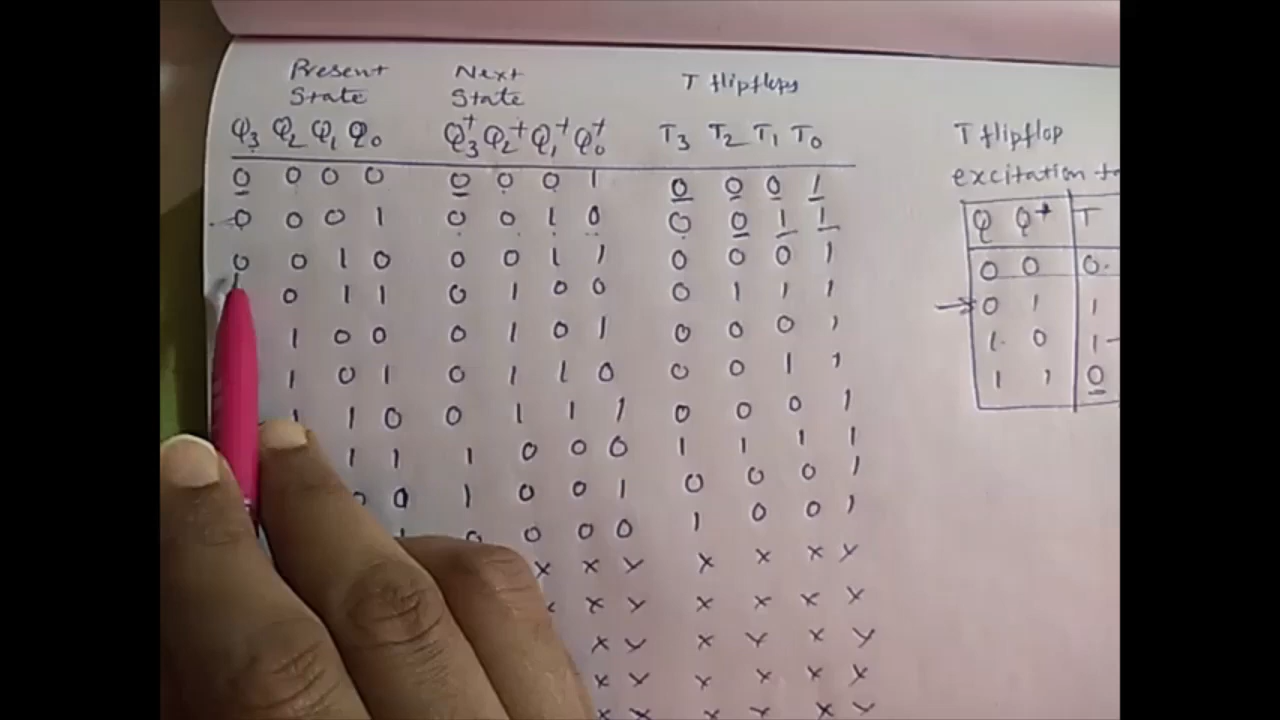 Present Next T flipflops
State State
Q3 Q2 Q1 Q0 Q3+ Q2+ Q1+ Q0+ T3 T2 T1 T0
0 0 0 0 0 0 0 1 0 0 0 1
0 0 0 1 0 0 1 0 0 0 1 1
0 0 1 0 0 0 1 1 0 0 0 1
0 1 1 0 1 0 0 0 1 1 1
1 0 0 0 1 0 1 0 0 0 1
1 0 1 0 1 1 0 0 0 1 1
1 1 0 0 1 1 1 0 0 0 1
1 1 1 0 0 0 1 1 1 1
0 0 1 0 0 1 0 0 0 1
0 0 0 0 1 0 0 1
x x x x x x x
x x x x x x
x x x x x x
x x x x x x
x x x x x x
T flipflop
excitation
Q Q+ T
0 0 0
0 1 1
1 0 1
1 1 0